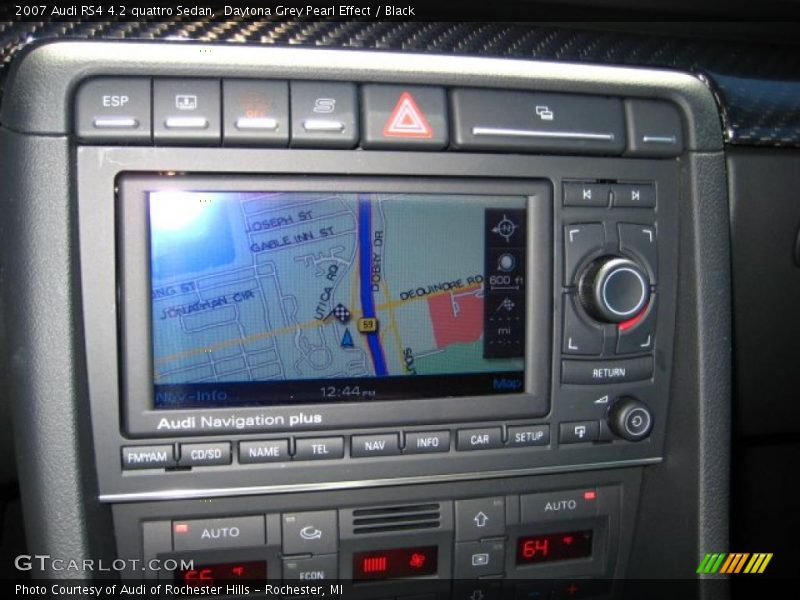 2007 Audi RS4 4.2 quattro Sedan, Daytona Grey Pearl Effect / Black
ESP
OFF
S
JOSEPH ST
GABLE INN ST
DOBRY DR
UTICA RD
JONATHAN CIR
DEQUINDRE RD
N
600 ft
59
mi
Nav-Info
12:44 PM
Map
Audi Navigation plus
RETURN
FM/AM
CD/SD
NAME
TEL
NAV
INFO
CAR
SETUP
AUTO
AUTO
ECON
64 °F
GTCARLOT.COM
Photo Courtesy of Audi of Rochester Hills - Rochester, MI